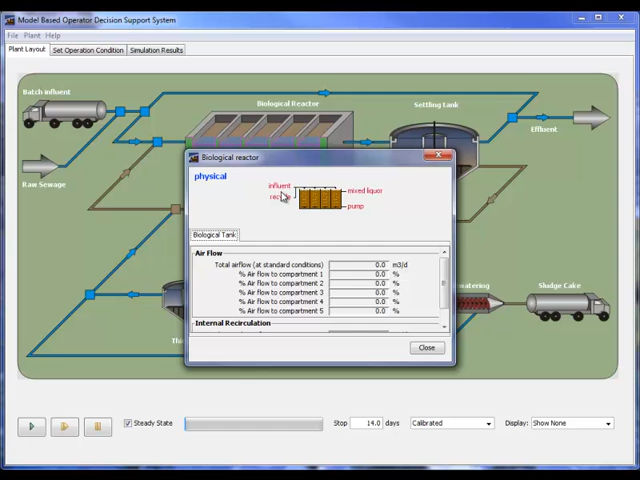 Model Based Operator Decision Support System
File Plant Help
Plant Layout Set Operation Condition Simulation Results
Batch Influent
Biological Reactor
Settling tank
Effluent
Raw Sewage
Biological reactor
physical
influent
mixed liquor
pump
Biological Tank
Air Flow
Total airflow (at standard conditions) 0.0 m3/d
% Air flow to compartment 1 0.0 %
% Air flow to compartment 2 0.0 %
% Air flow to compartment 3 0.0 %
% Air flow to compartment 4 0.0 %
% Air flow to compartment 5 0.0 %
Internal Recirculation
Close
Sludge Cake
Steady State
Stop 14.0 days
Calibrated
Display: Show None